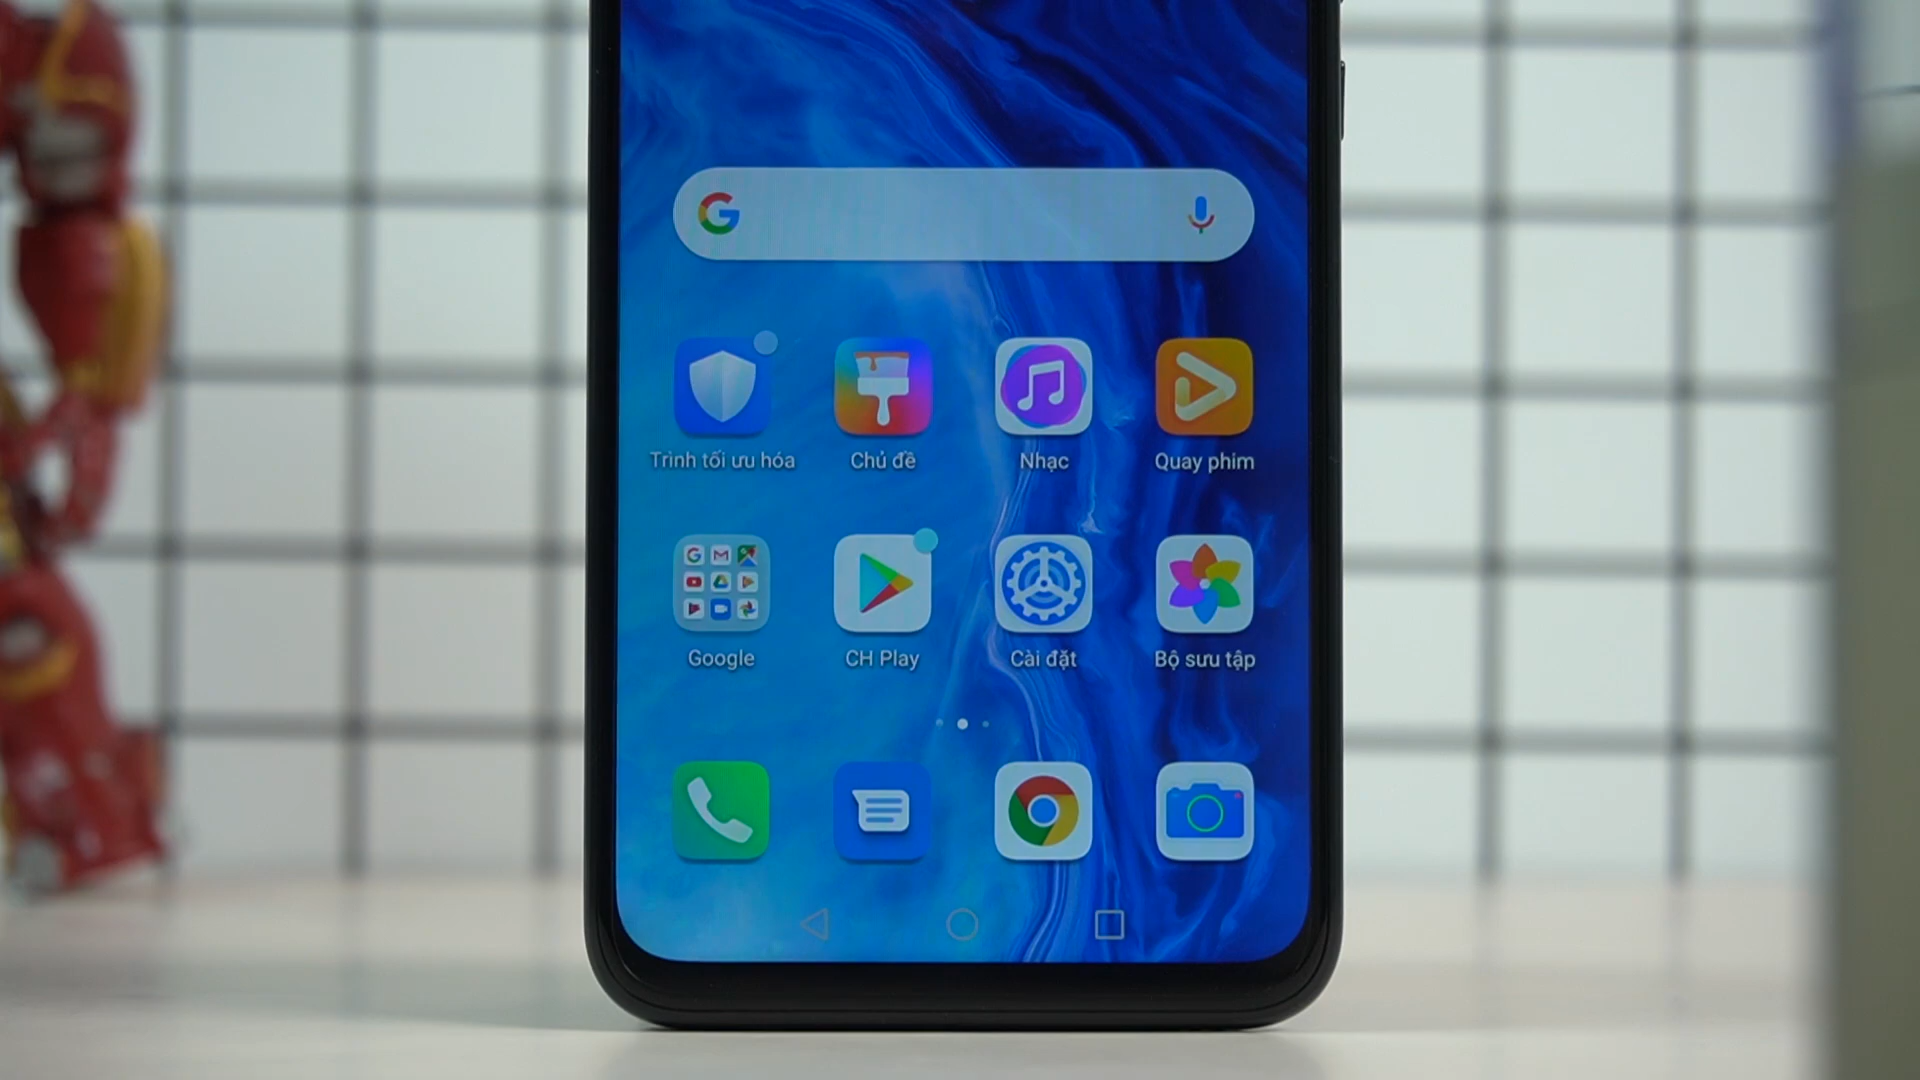 Trình tối ưu hóa
Chủ đề
Nhạc
Quay phim
Google
CH Play
Cài đặt
Bộ sưu tập